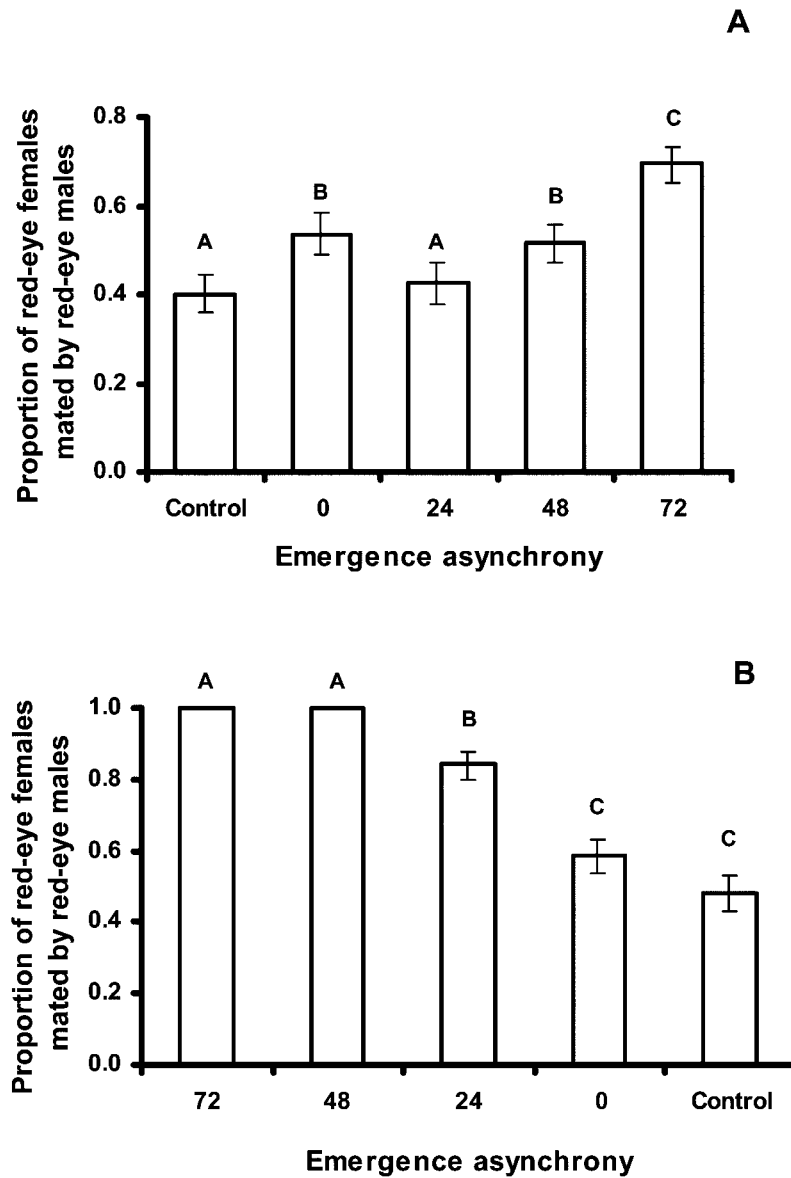 A
Proportion of red-eye females
mated by red-eye males
0.8
0.6
0.4
0.2
0.0
A
B
A
B
C
Control 0 24 48 72
Emergence asynchrony
B
Proportion of red-eye females
mated by red-eye males
1.0
0.8
0.6
0.4
0.2
0.0
A
A
B
C
C
72 48 24 0 Control
Emergence asynchrony